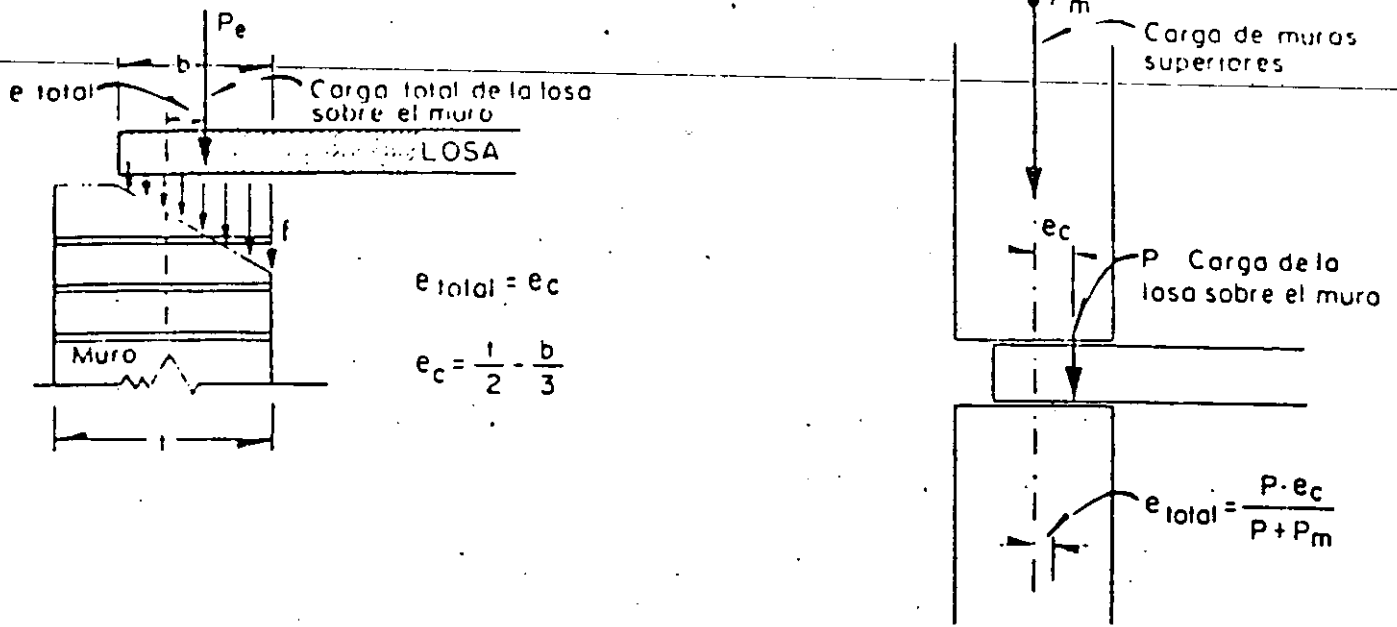 Pe
b
e total
Carga total de la losa
sobre el muro
LOSA
f
e total = ec
ec = t/2 - b/3
Muro
t
Pm
Carga de muros
superiores
ec
P Carga de la
losa sobre el muro
e total = P·ec / P + Pm